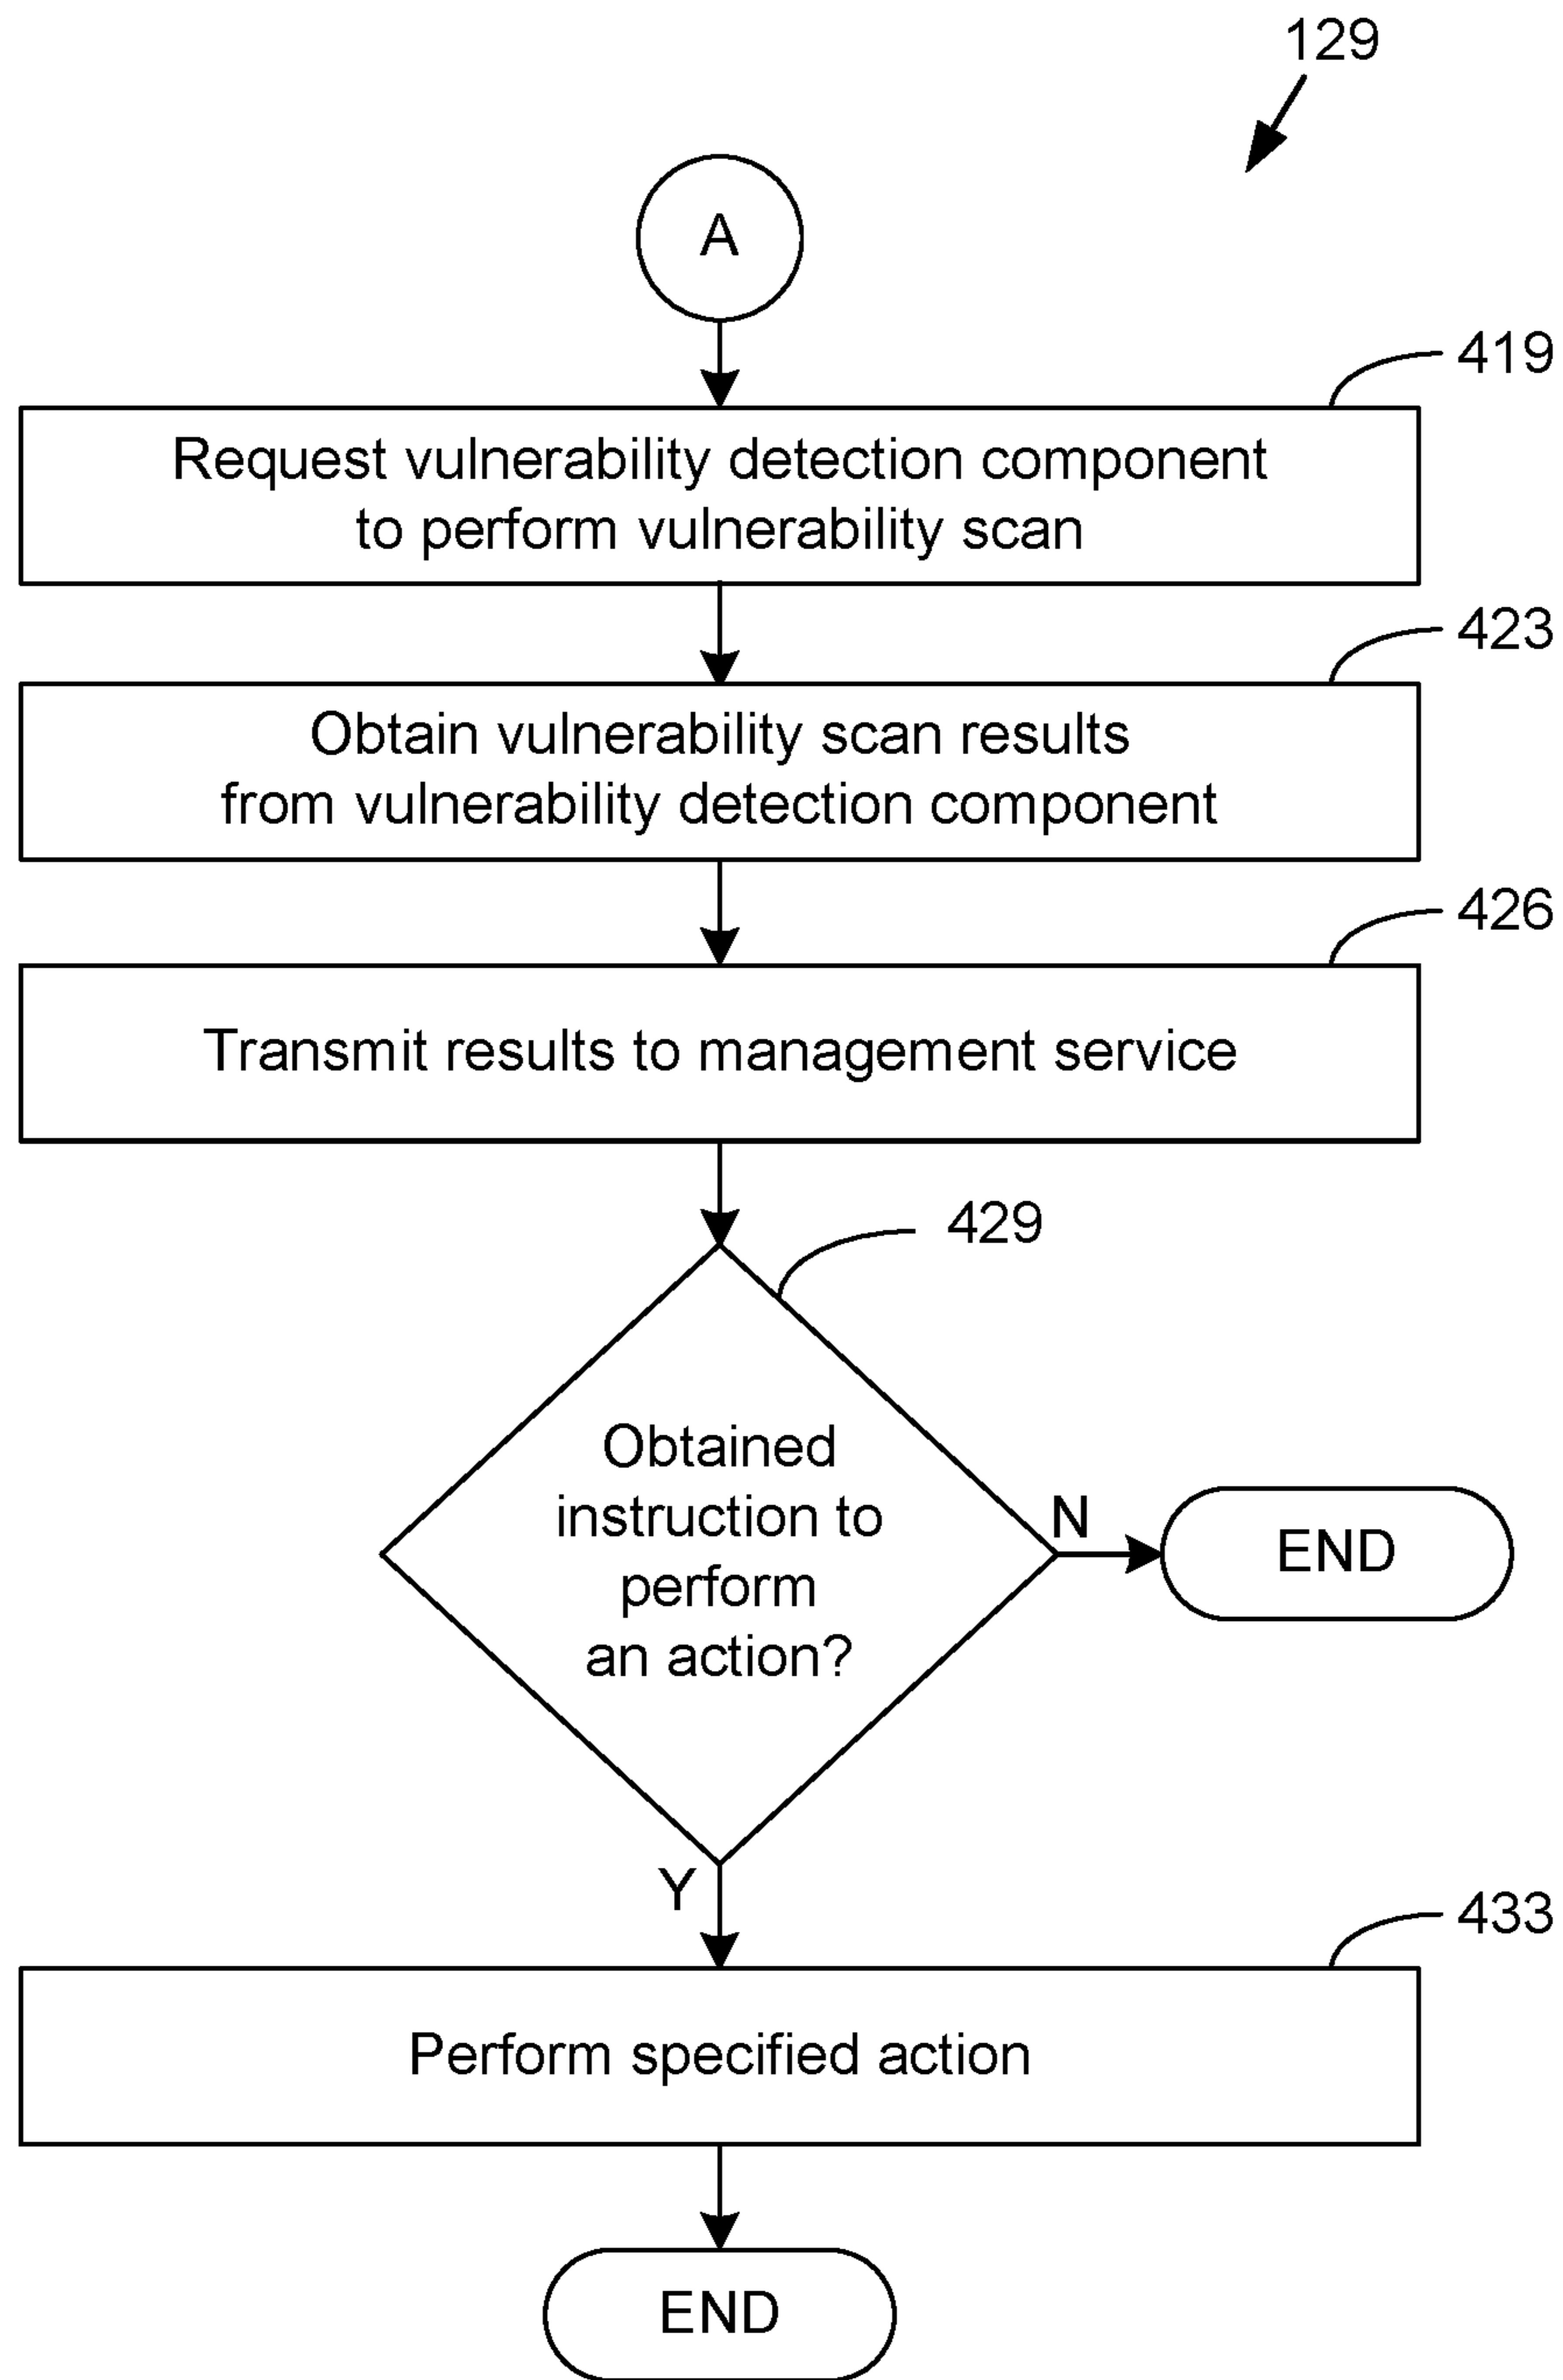 129
A
419
Request vulnerability detection component
to perform vulnerability scan
423
Obtain vulnerability scan results
from vulnerability detection component
426
Transmit results to management service
429
Obtained
instruction to
perform
an action?
N
END
Y
433
Perform specified action
END